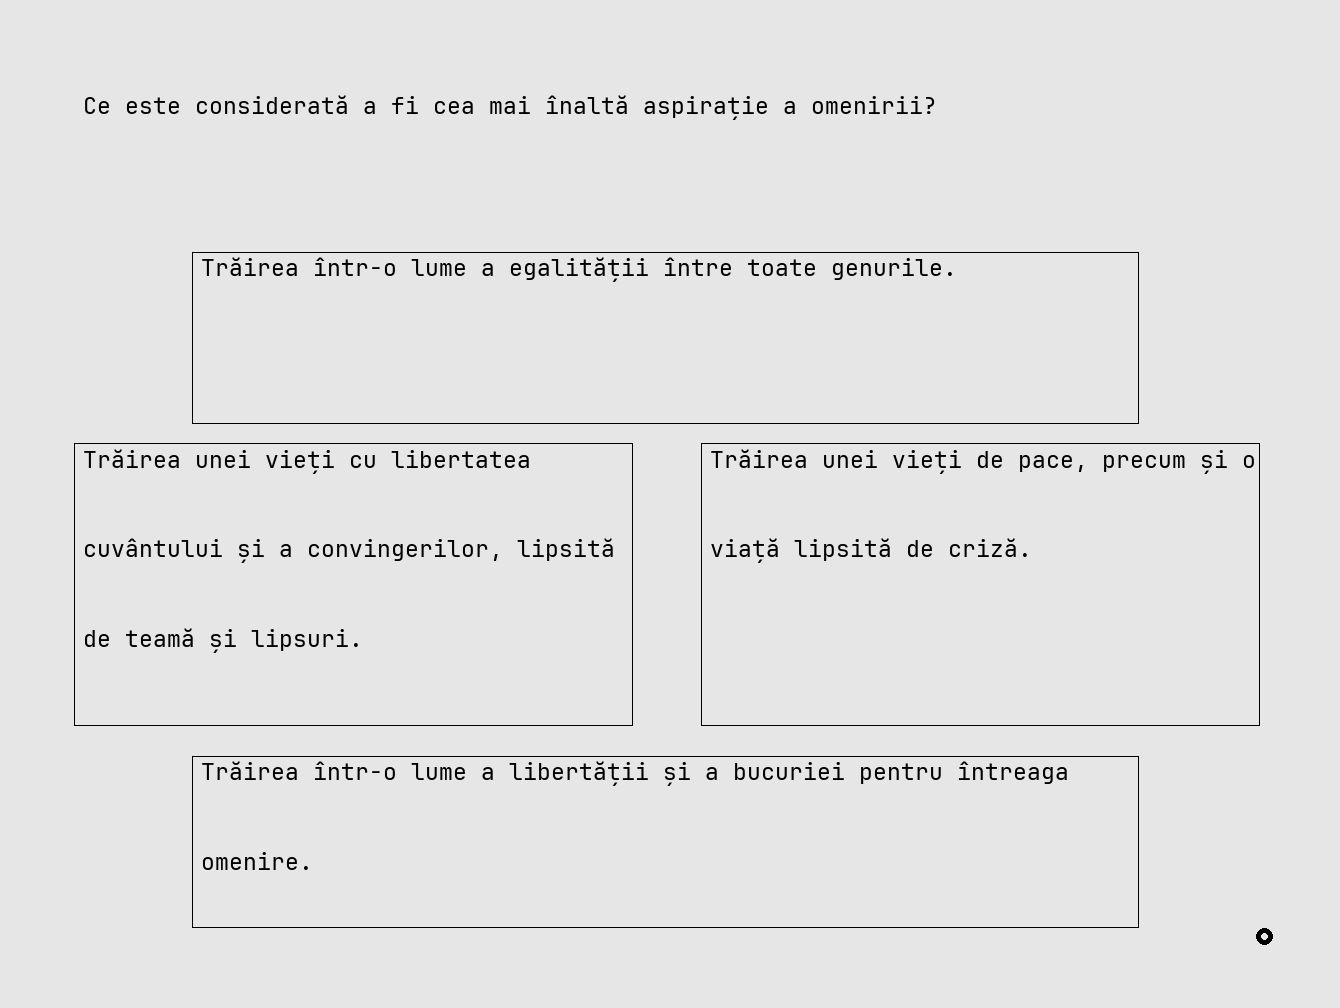 Ce este considerată a fi cea mai înaltă aspirație a omenirii?
Trăirea într-o lume a egalității între toate genurile.
Trăirea unei vieți cu libertatea
cuvântului și a convingerilor, lipsită
de teamă și lipsuri.
Trăirea unei vieți de pace, precum și o
viață lipsită de criză.
Trăirea într-o lume a libertății și a bucuriei pentru întreaga
omenire.